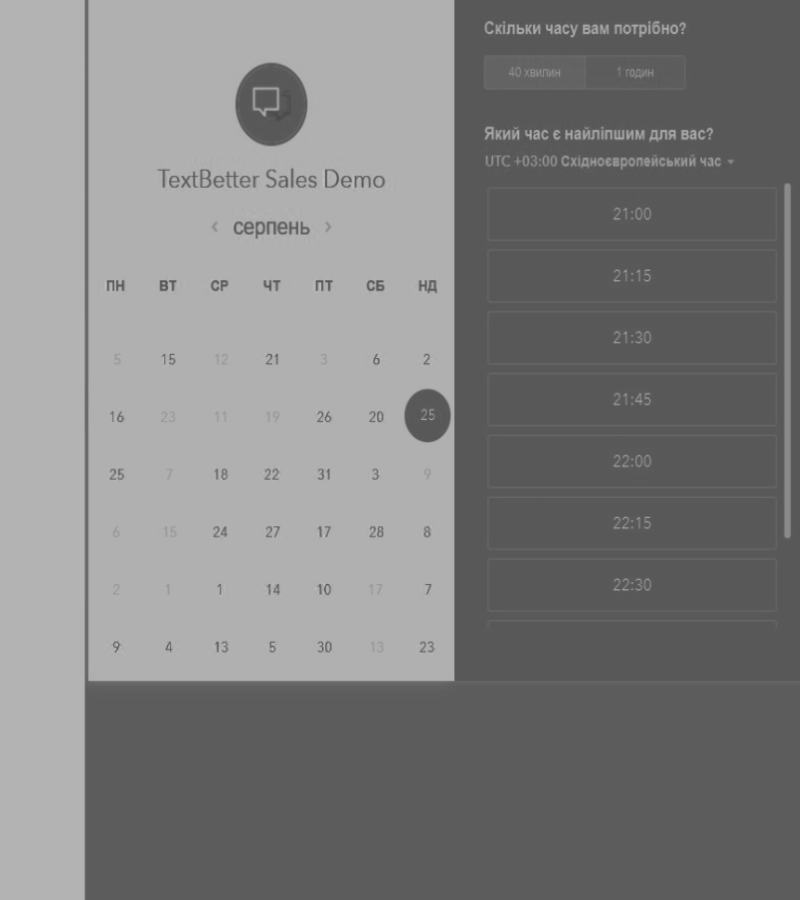 TextBetter Sales Demo
‹ серпень ›
ПН ВТ СР ЧТ ПТ СБ НД
5 15 12 21 3 6 2
16 23 11 19 26 20 25
25 7 18 22 31 3 9
6 15 24 27 17 28 8
2 1 1 14 10 17 7
9 4 13 5 30 13 23
Скільки часу вам потрібно?
40 хвилин 1 годин
Який час є найліпшим для вас?
UTC +03:00 Східноєвропейський час
21:00
21:15
21:30
21:45
22:00
22:15
22:30